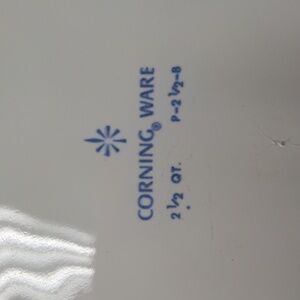 CORNING® WARE
2 1/2 QT. P-2 1/2-B